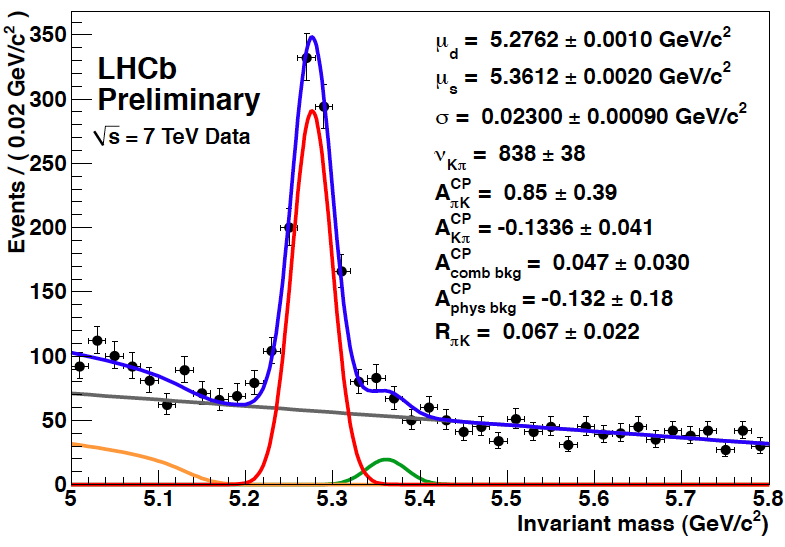 Events / ( 0.02 GeV/c² )
350
300
250
200
150
100
50
0
LHCb
Preliminary
√s = 7 TeV Data
μd = 5.2762 ± 0.0010 GeV/c²
μs = 5.3612 ± 0.0020 GeV/c²
σ = 0.02300 ± 0.00090 GeV/c²
νKπ = 838 ± 38
A^CP_πK = 0.85 ± 0.39
A^CP_Kπ = -0.1336 ± 0.041
A^CP_comb bkg = 0.047 ± 0.030
A^CP_phys bkg = -0.132 ± 0.18
RπK = 0.067 ± 0.022
5 5.1 5.2 5.3 5.4 5.5 5.6 5.7 5.8
Invariant mass (GeV/c²)